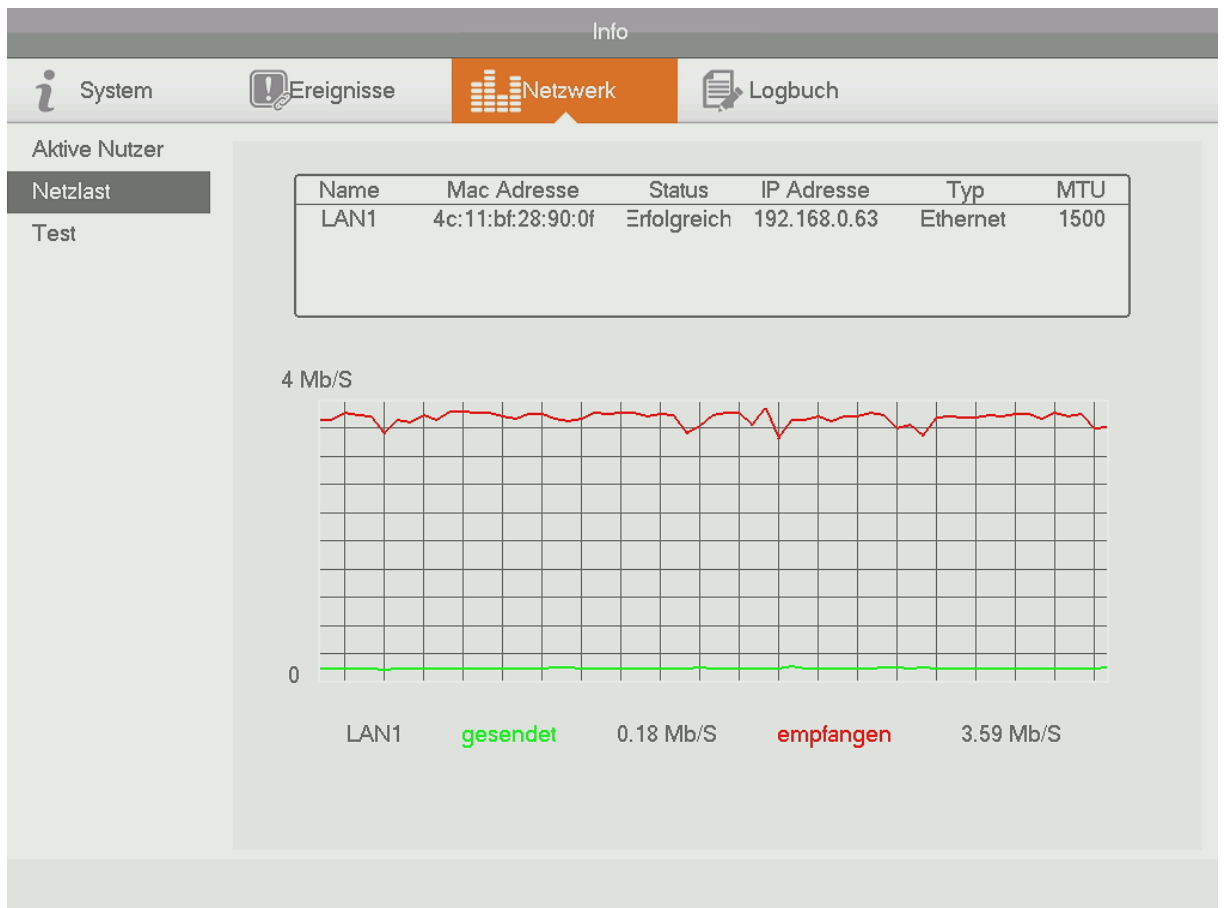 Info
System Ereignisse Netzwerk Logbuch
Aktive Nutzer
Netzlast
Test
Name Mac Adresse Status IP Adresse Typ MTU
LAN1 4c:11:bf:28:90:0f Erfolgreich 192.168.0.63 Ethernet 1500
4 Mb/S
0
LAN1 gesendet 0.18 Mb/S empfangen 3.59 Mb/S